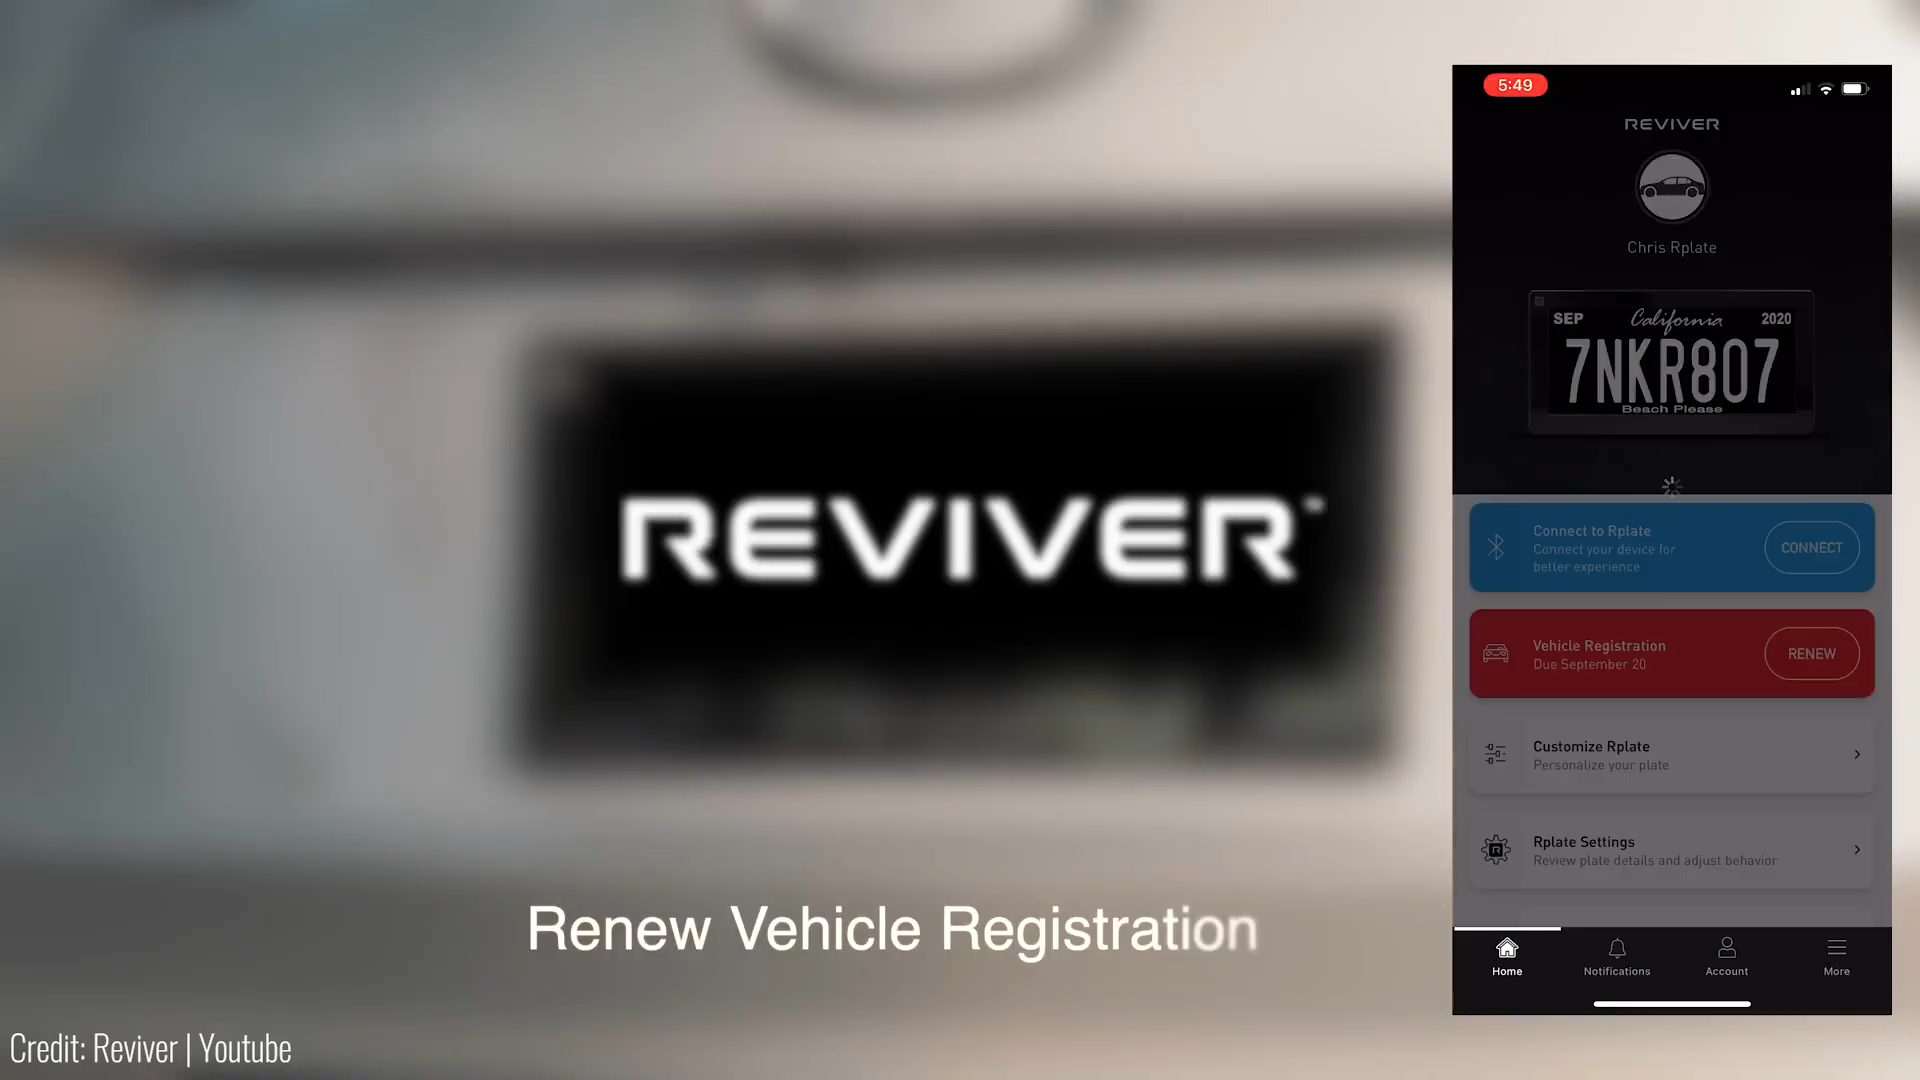 REVIVER™
Renew Vehicle Registration
Credit: Reviver | Youtube
5:49
REVIVER
Chris Rplate
SEP California 2020
7NKR807
Beach Please
Connect to Rplate
Connect your device for
better experience
CONNECT
Vehicle Registration
Due September 20
RENEW
Customize Rplate
Personalize your plate
Rplate Settings
Review plate details and adjust behavior
Home
Notifications
Account
More